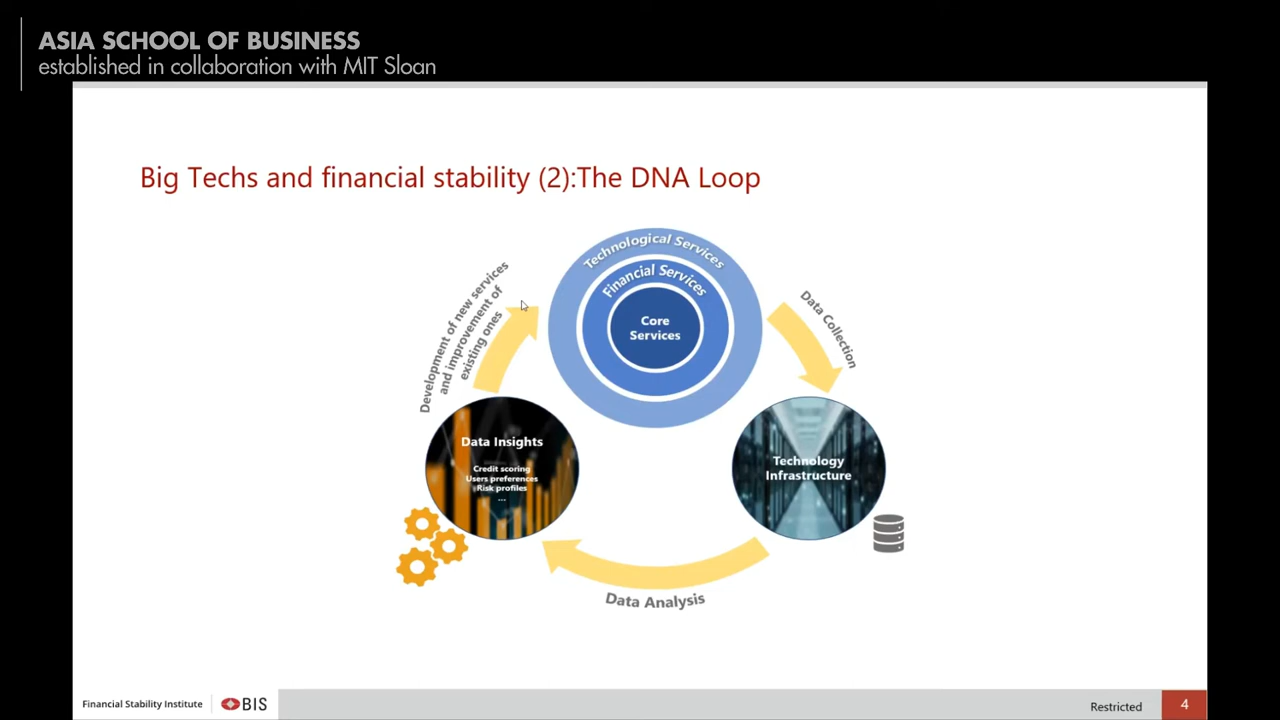 ASIA SCHOOL OF BUSINESS
established in collaboration with MIT Sloan
Big Techs and financial stability (2):The DNA Loop
Technological Services
Financial Services
Core
Services
Development of new services
and improvement of
existing ones
Data Collection
Data Insights
Credit scoring
Users preferences
Risk profiles
...
Technology
Infrastructure
Data Analysis
Financial Stability Institute
BIS
Restricted
4